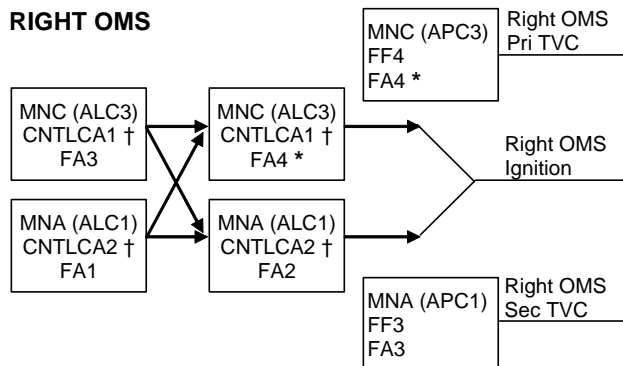 RIGHT OMS
MNC (APC3)
FF4
FA4 *
Right OMS
Pri TVC
MNC (ALC3)
CNTLCA1 †
FA3
MNC (ALC3)
CNTLCA1 †
FA4 *
Right OMS
Ignition
MNA (ALC1)
CNTLCA2 †
FA1
MNA (ALC1)
CNTLCA2 †
FA2
MNA (APC1)
FF3
FA3
Right OMS
Sec TVC